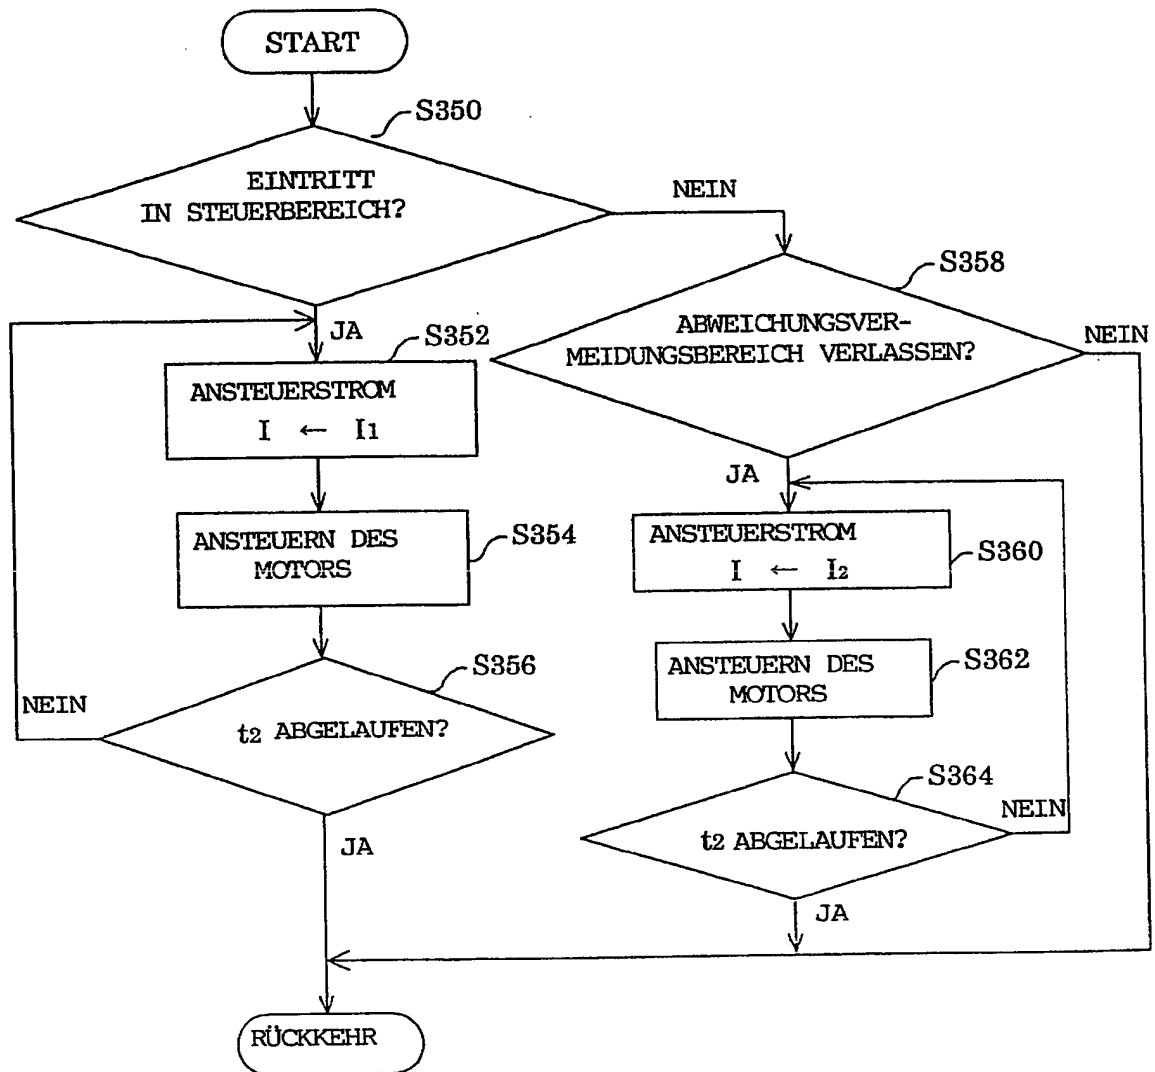 START
S350
EINTRITT
IN STEUERBEREICH?
NEIN
JA
S352
ANSTEUERSTROM
I ← I1
ANSTEUERN DES
MOTORS
S354
S356
t2 ABGELAUFEN?
NEIN
JA
S358
ABWEICHUNGSVER-
MEIDUNGSBEREICH VERLASSEN?
NEIN
JA
ANSTEUERSTROM
I ← I2
S360
ANSTEUERN DES
MOTORS
S362
S364
t2 ABGELAUFEN?
NEIN
JA
RÜCKKEHR